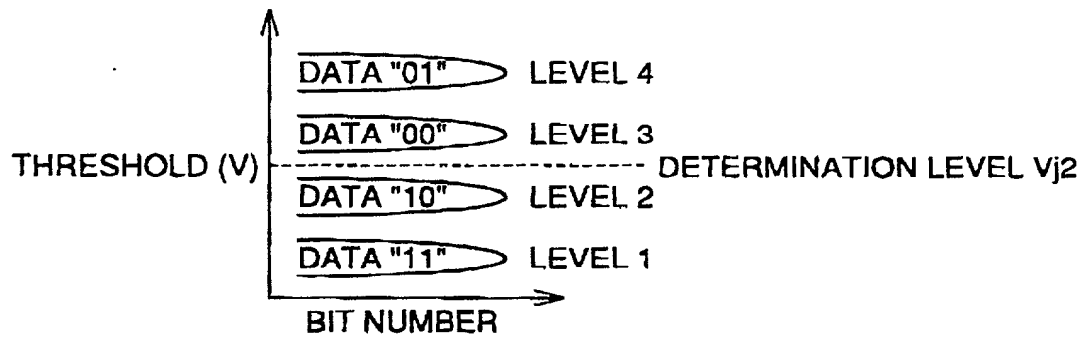 DATA "01" LEVEL 4
DATA "00" LEVEL 3
THRESHOLD (V) DETERMINATION LEVEL Vj2
DATA "10" LEVEL 2
DATA "11" LEVEL 1
BIT NUMBER